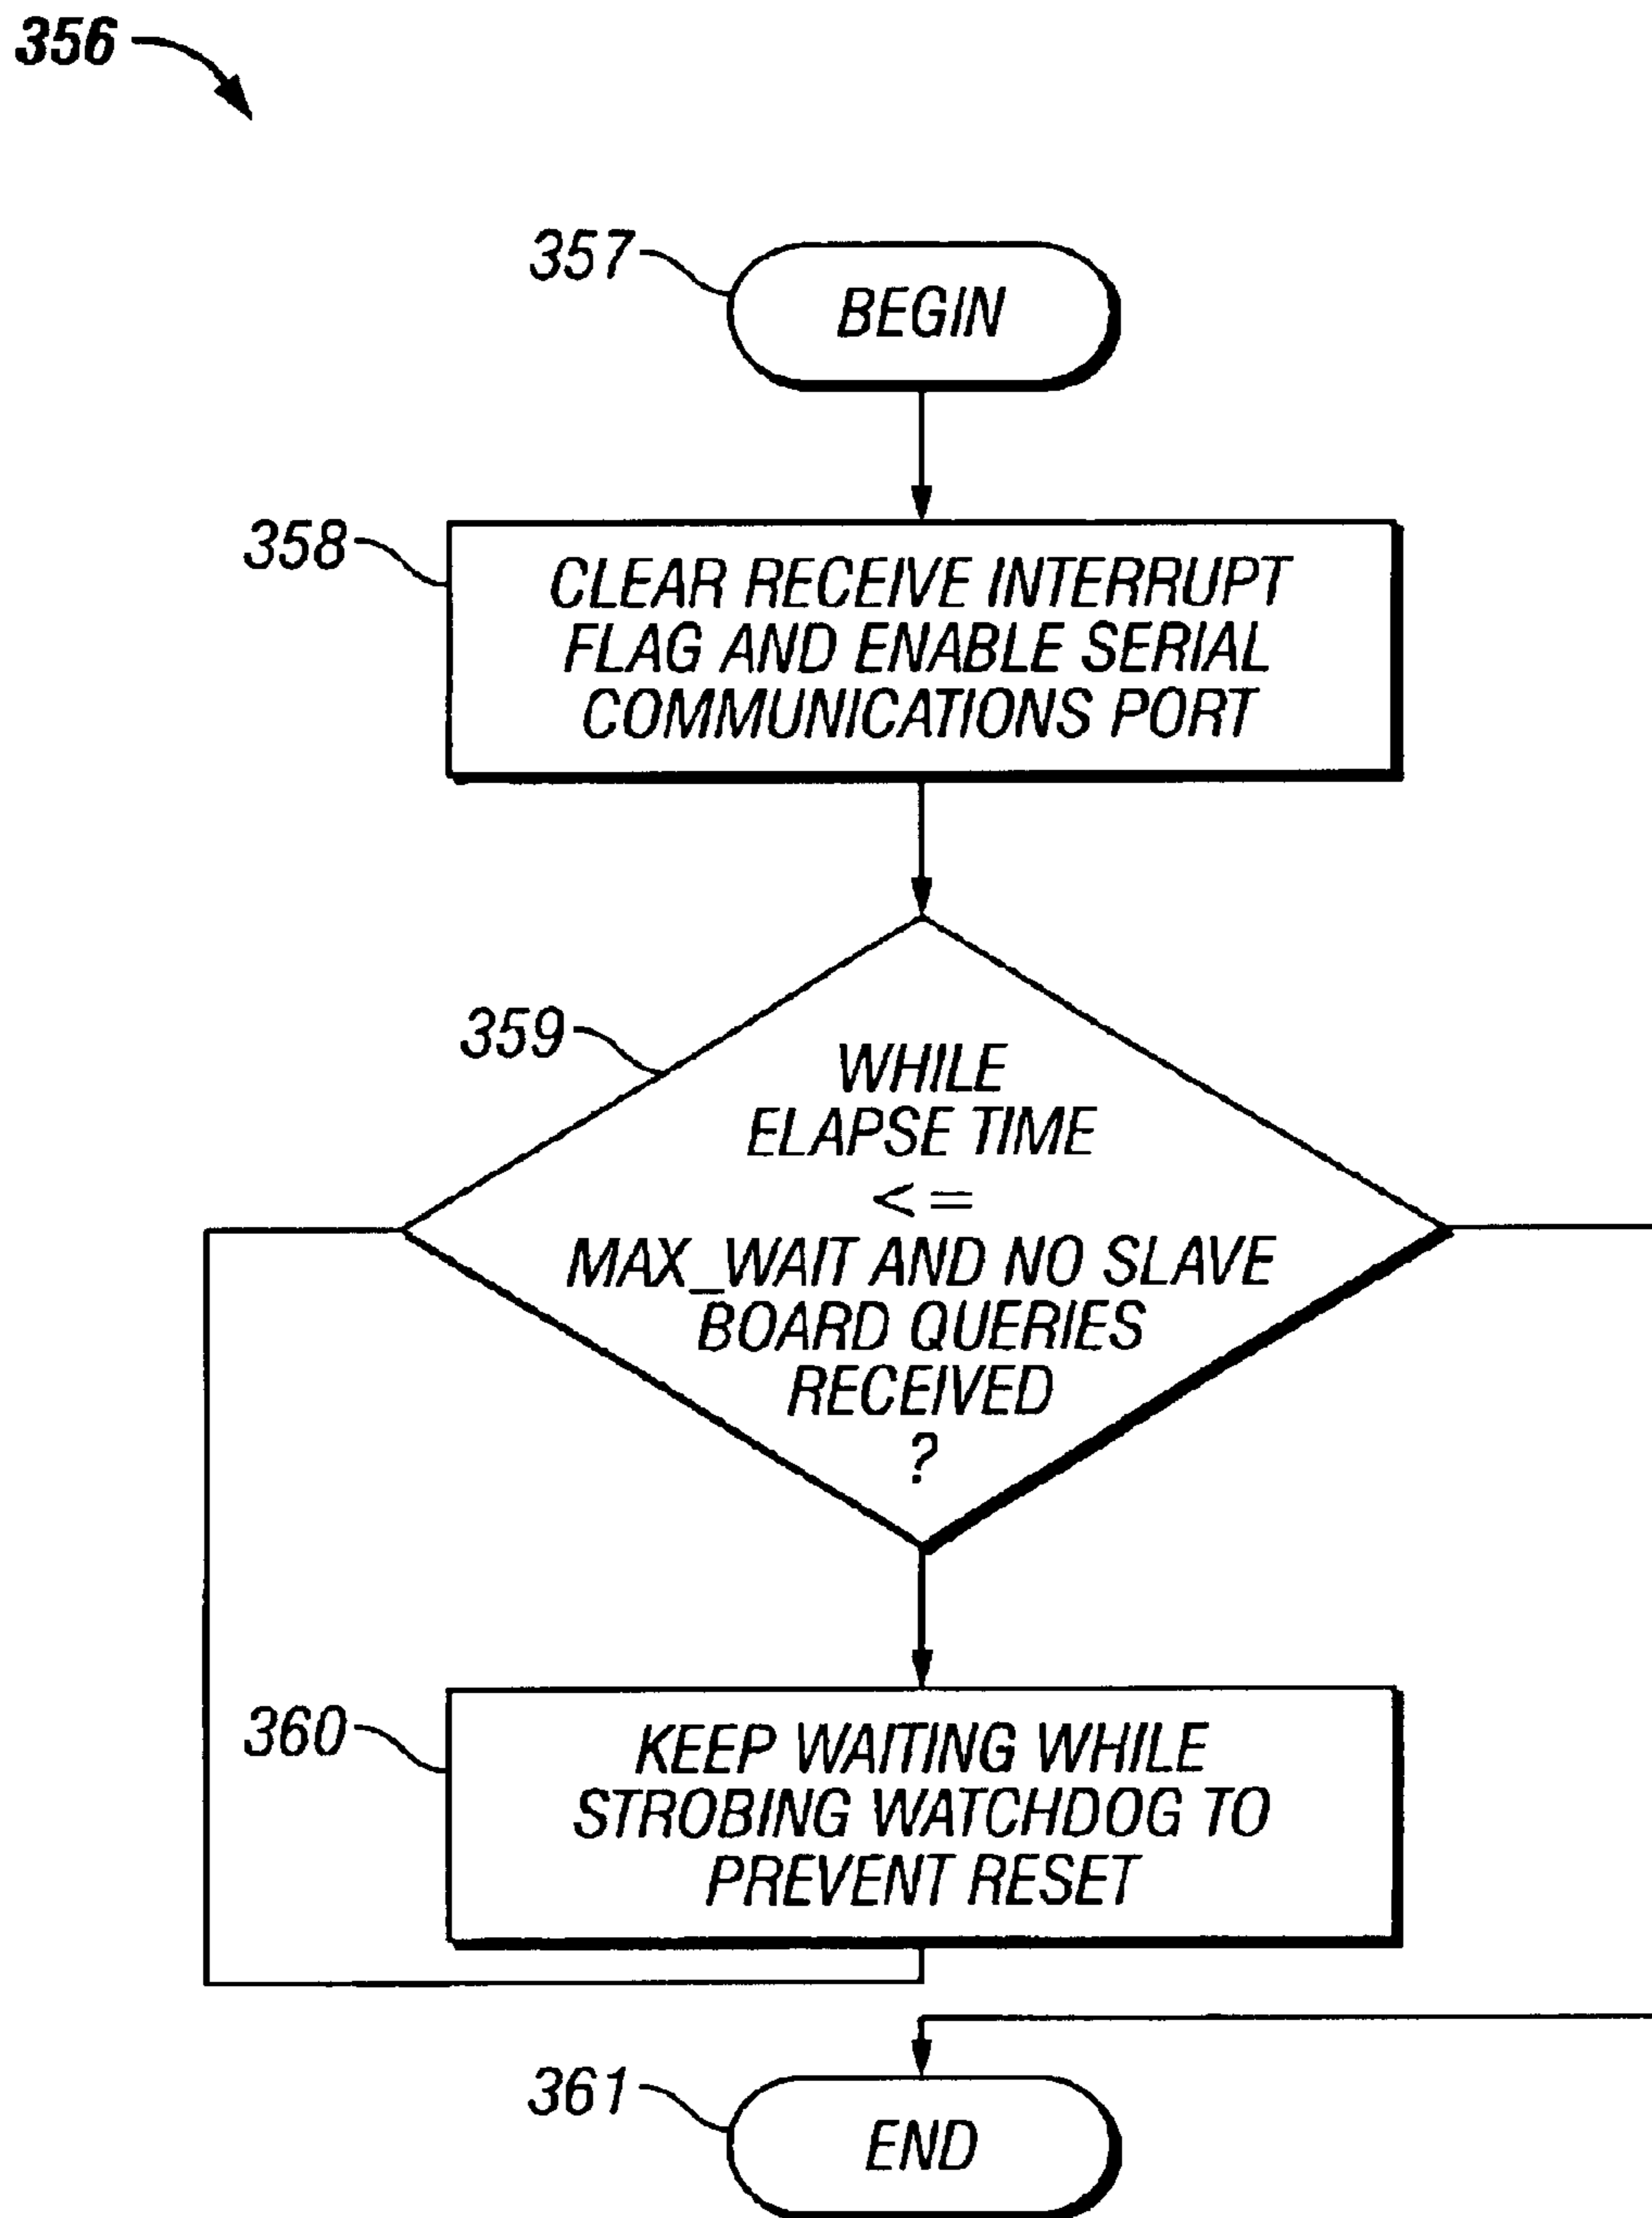 356
357
BEGIN
358
CLEAR RECEIVE INTERRUPT
FLAG AND ENABLE SERIAL
COMMUNICATIONS PORT
359
WHILE
ELAPSE TIME
<=
MAX_WAIT AND NO SLAVE
BOARD QUERIES
RECEIVED
?
360
KEEP WAITING WHILE
STROBING WATCHDOG TO
PREVENT RESET
361
END